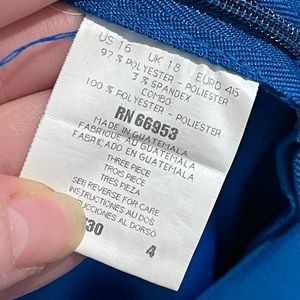 US 16 UK 18 EURO 46
97% POLYESTER - POLIESTER
3 % SPANDEX
COMBO
100 % POLYESTER - POLIESTER
RN 66953
MADE IN GUATEMALA
FABRIQUE AU GUATEMALA
FABRICADO EN GUATEMALA
THREE PIECE
TROIS PIECE
TRES PIEZA
SEE REVERSE FOR CARE
INSTRUCTIONS AU DOS
INSTRUCCIONES AL DORSO
30 4